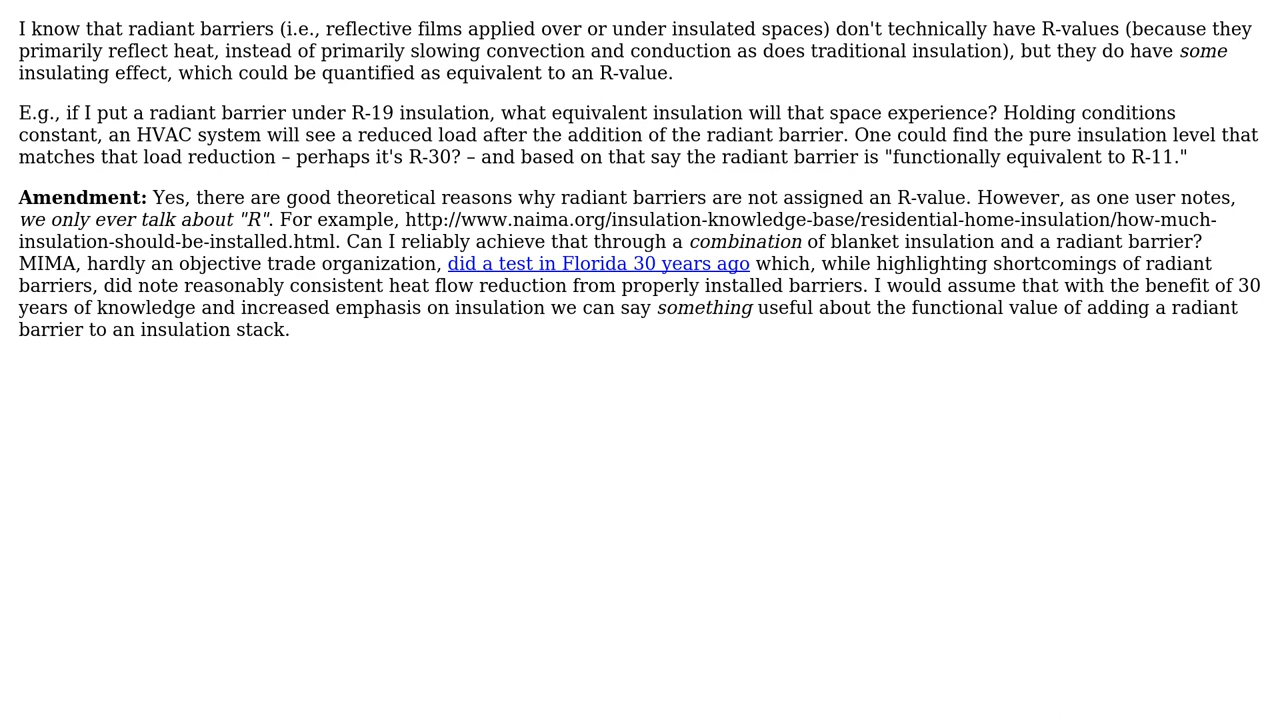 I know that radiant barriers (i.e., reflective films applied over or under insulated spaces) don't technically have R-values (because they
primarily reflect heat, instead of primarily slowing convection and conduction as does traditional insulation), but they do have some
insulating effect, which could be quantified as equivalent to an R-value.
E.g., if I put a radiant barrier under R-19 insulation, what equivalent insulation will that space experience? Holding conditions
constant, an HVAC system will see a reduced load after the addition of the radiant barrier. One could find the pure insulation level that
matches that load reduction – perhaps it's R-30? – and based on that say the radiant barrier is "functionally equivalent to R-11."
Amendment: Yes, there are good theoretical reasons why radiant barriers are not assigned an R-value. However, as one user notes,
we only ever talk about "R". For example, http://www.naima.org/insulation-knowledge-base/residential-home-insulation/how-much-
insulation-should-be-installed.html. Can I reliably achieve that through a combination of blanket insulation and a radiant barrier?
MIMA, hardly an objective trade organization, did a test in Florida 30 years ago which, while highlighting shortcomings of radiant
barriers, did note reasonably consistent heat flow reduction from properly installed barriers. I would assume that with the benefit of 30
years of knowledge and increased emphasis on insulation we can say something useful about the functional value of adding a radiant
barrier to an insulation stack.